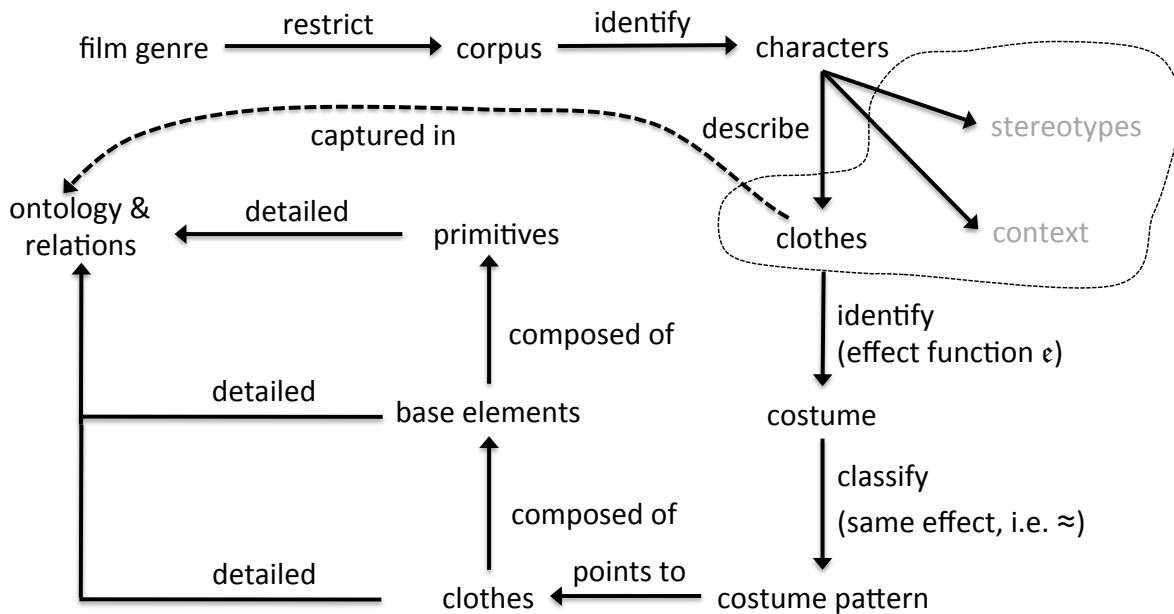 film genre
restrict
corpus
identify
characters
captured in
describe
stereotypes
ontology &
relations
detailed
primitives
clothes
context
composed of
identify
(effect function 𝔢)
detailed
base elements
costume
composed of
classify
(same effect, i.e. ≈)
detailed
clothes
points to
costume pattern